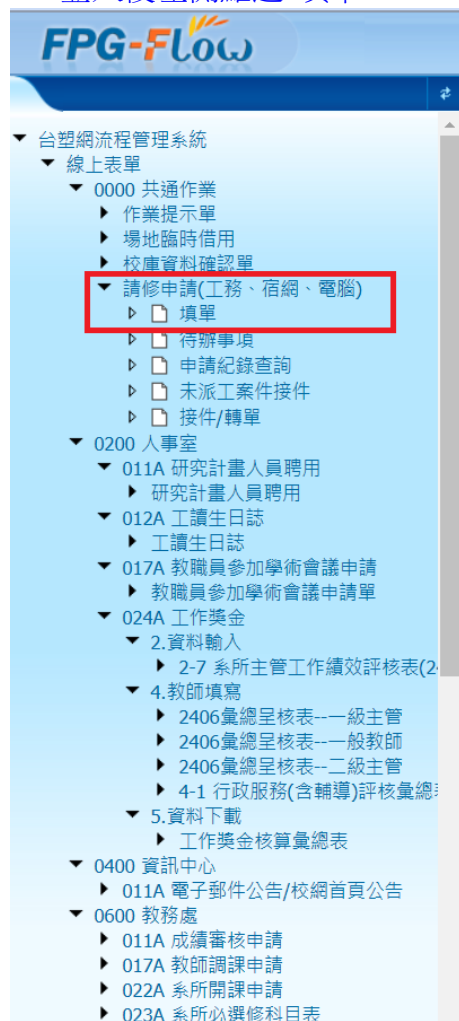 FPG-Flow
台塑網流程管理系統
線上表單
0000 共通作業
作業提示單
場地臨時借用
校庫資料確認單
請修申請(工務、宿網、電腦)
填單
待辦事項
申請紀錄查詢
未派工案件接件
接件/轉單
0200 人事室
011A 研究計畫人員聘用
研究計畫人員聘用
012A 工讀生日誌
工讀生日誌
017A 教職員參加學術會議申請
教職員參加學術會議申請單
024A 工作獎金
2.資料輸入
2-7 系所主管工作績效評核表(2
4.教師填寫
2406彙總呈核表--一級主管
2406彙總呈核表--一般教師
2406彙總呈核表--二級主管
4-1 行政服務(含輔導)評核彙總
5.資料下載
工作獎金核算彙總表
0400 資訊中心
011A 電子郵件公告/校網首頁公告
0600 教務處
011A 成績審核申請
017A 教師調課申請
022A 系所開課申請
023A 系所必選修科目表